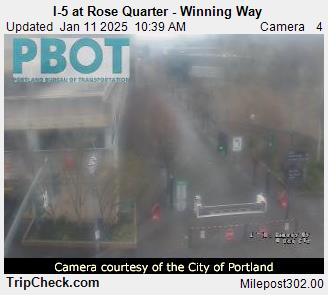 I-5 at Rose Quarter - Winning Way
Updated Jan 11 2025 10:39 AM Camera 4
PBOT
PORTLAND BUREAU OF TRANSPORTATION
Camera courtesy of the City of Portland
TripCheck.com Milepost302.00